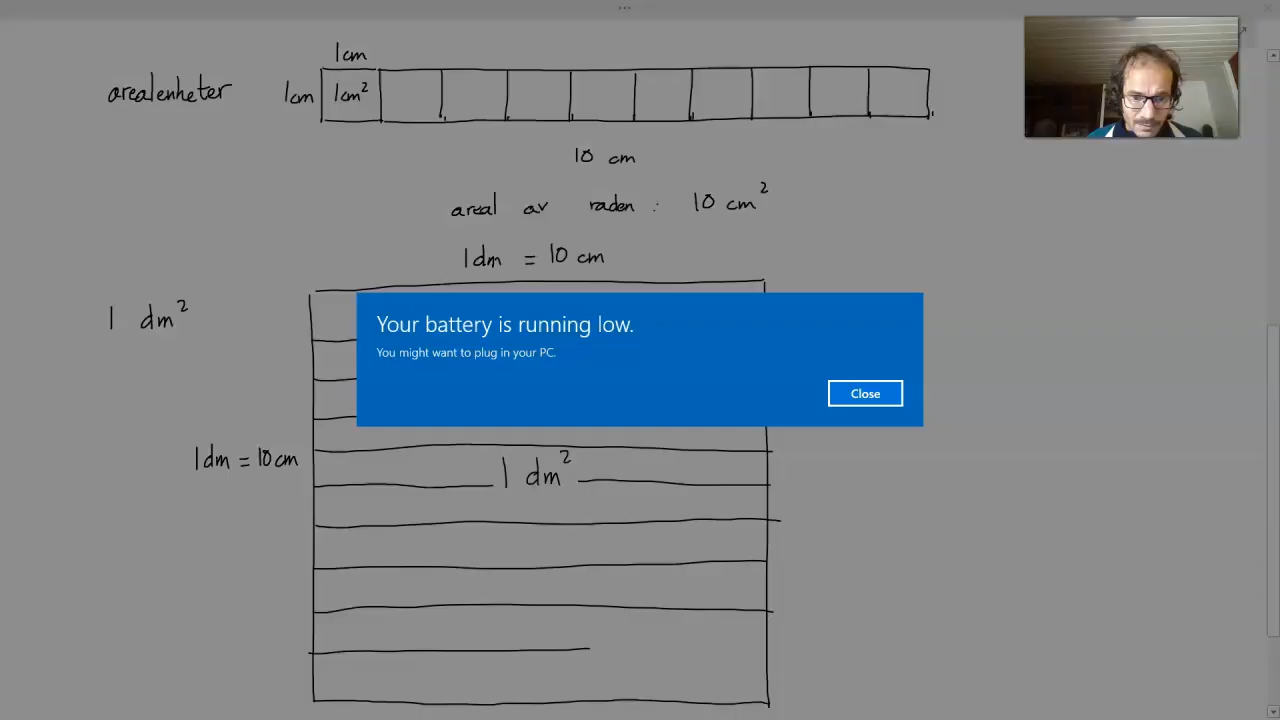 1cm
arealenheter 1cm 1cm²
10 cm
areal av raden : 10 cm²
1dm = 10 cm
1 dm²
Your battery is running low.
You might want to plug in your PC.
Close
1dm = 10cm
1 dm²